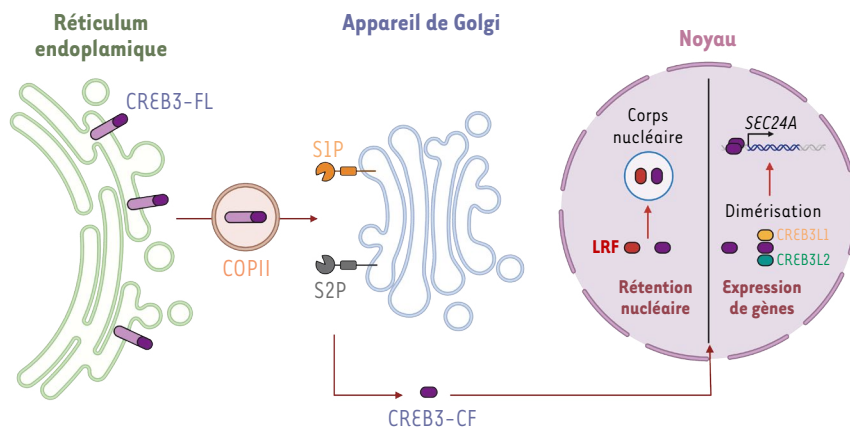 Réticulum
endoplamique
CREB3-FL
COPII
Appareil de Golgi
S1P
S2P
CREB3-CF
Noyau
Corps
nucléaire
LRF
Rétention
nucléaire
SEC24A
Dimérisation
CREB3L1
CREB3L2
Expression
de gènes